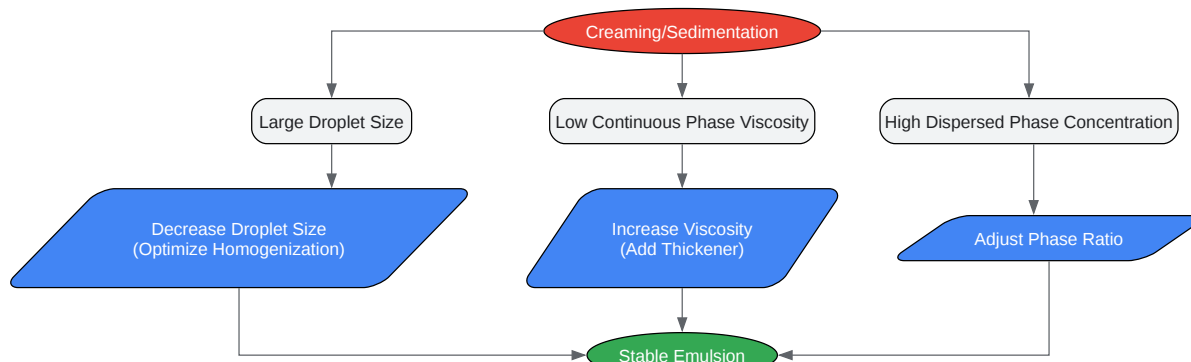 Creaming/Sedimentation
Large Droplet Size
Low Continuous Phase Viscosity
High Dispersed Phase Concentration
Decrease Droplet Size
(Optimize Homogenization)
Increase Viscosity
(Add Thickener)
Adjust Phase Ratio
Stable Emulsion